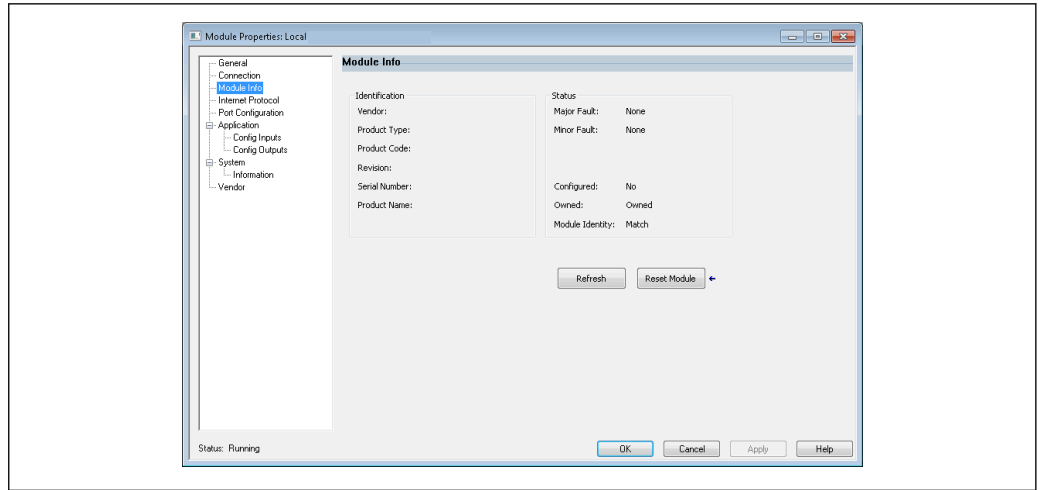 Module Properties: Local
General
Connection
Module Info
Internet Protocol
Port Configuration
Application
Config Inputs
Config Outputs
System
Information
Vendor
Module Info
Identification
Vendor:
Product Type:
Product Code:
Revision:
Serial Number:
Product Name:
Status
Major Fault: None
Minor Fault: None
Configured: No
Owned: Owned
Module Identity: Match
Refresh Reset Module
Status: Running
OK Cancel Apply Help